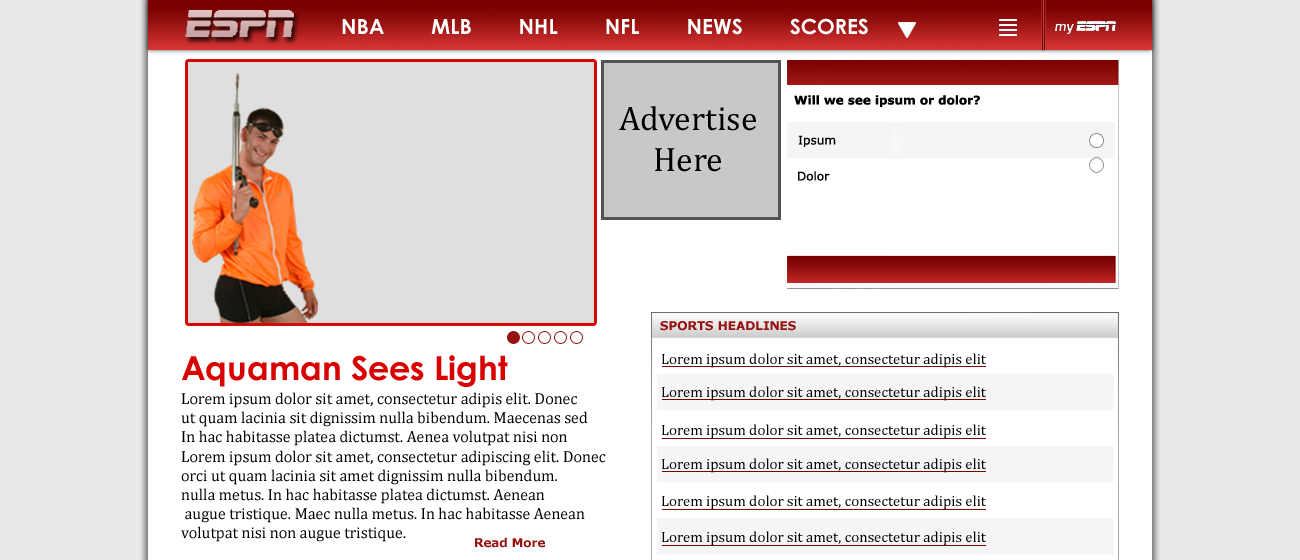 ESPN NBA MLB NHL NFL NEWS SCORES my ESPN
Advertise
Here
Will we see ipsum or dolor?
Ipsum
Dolor
Aquaman Sees Light
Lorem ipsum dolor sit amet, consectetur adipis elit. Donec
ut quam lacinia sit dignissim nulla bibendum. Maecenas sed
In hac habitasse platea dictumst. Aenea volutpat nisi non
Lorem ipsum dolor sit amet, consectetur adipiscing elit. Donec
orci ut quam lacinia sit amet dignissim nulla bibendum.
nulla metus. In hac habitasse platea dictumst. Aenean
augue tristique. Maec nulla metus. In hac habitasse Aenean
volutpat nisi non augue tristique.
Read More
SPORTS HEADLINES
Lorem ipsum dolor sit amet, consectetur adipis elit
Lorem ipsum dolor sit amet, consectetur adipis elit
Lorem ipsum dolor sit amet, consectetur adipis elit
Lorem ipsum dolor sit amet, consectetur adipis elit
Lorem ipsum dolor sit amet, consectetur adipis elit
Lorem ipsum dolor sit amet, consectetur adipis elit